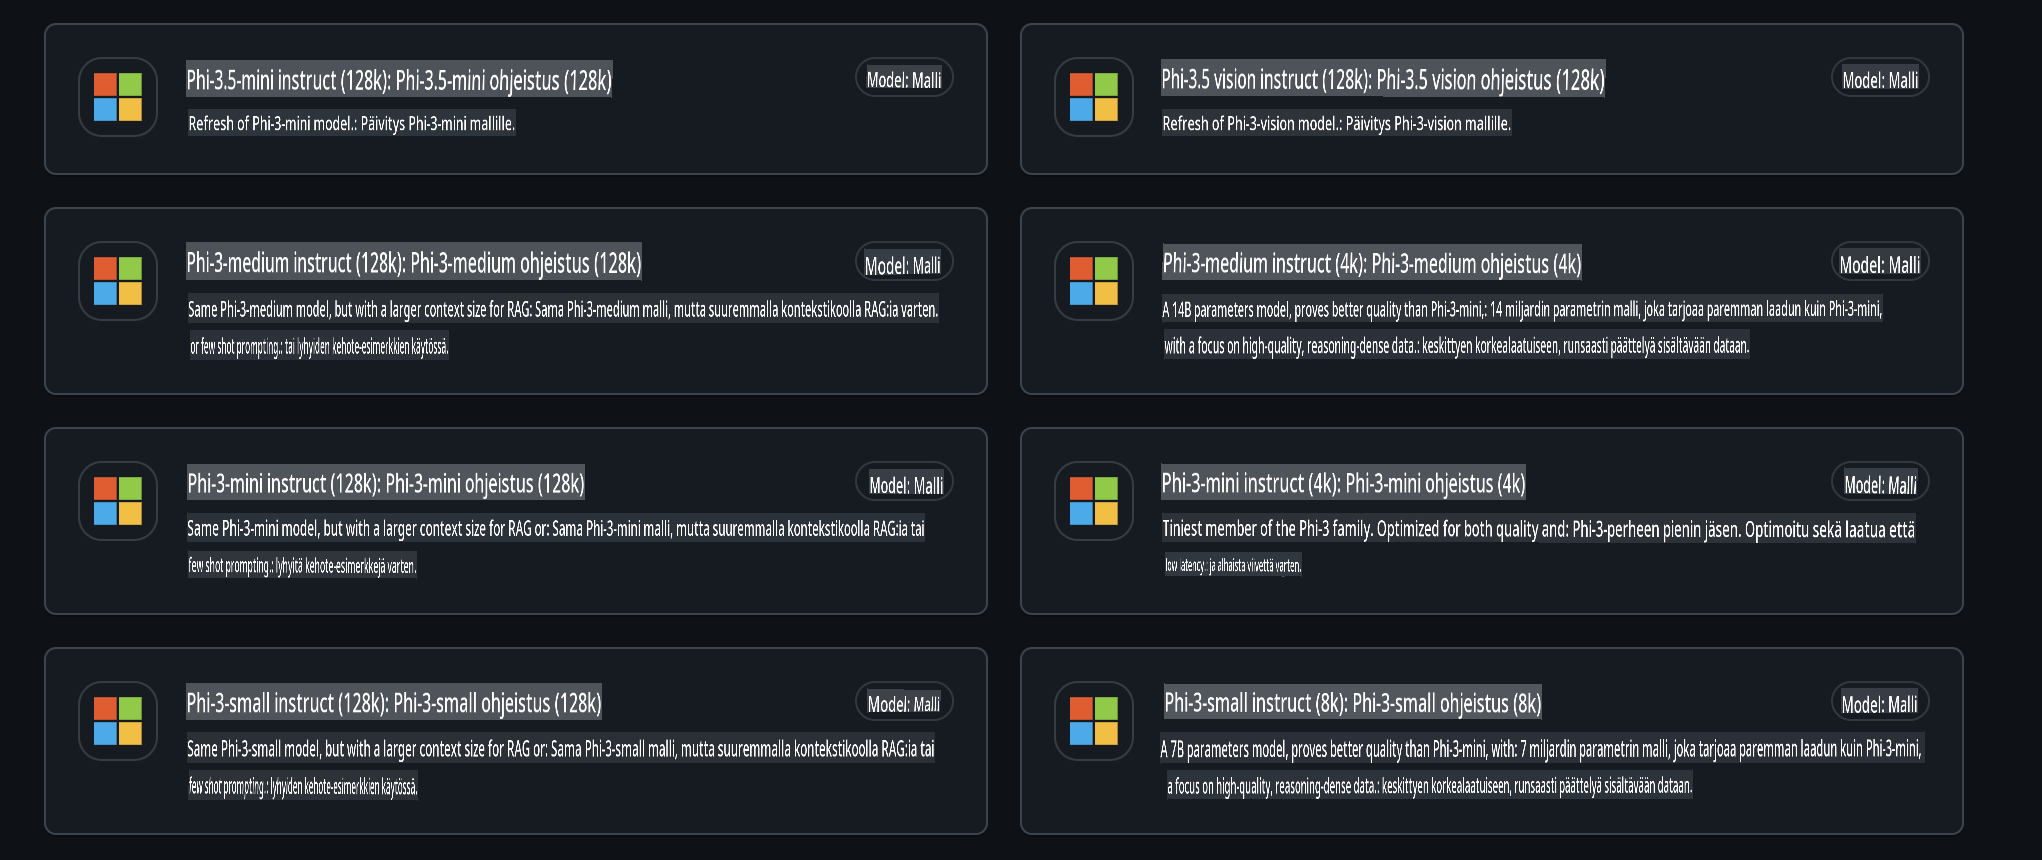 Phi-3.5-mini instruct (128k): Phi-3.5-mini ohjeistus (128k)
Model: Malli
Refresh of Phi-3-mini model.: Päivitys Phi-3-mini mallille.
Phi-3.5 vision instruct (128k): Phi-3.5 vision ohjeistus (128k)
Model: Malli
Refresh of Phi-3-vision model.: Päivitys Phi-3-vision mallille.
Phi-3-medium instruct (128k): Phi-3-medium ohjeistus (128k)
Model: Malli
Same Phi-3-medium model, but with a larger context size for RAG: Sama Phi-3-medium malli, mutta suuremmalla kontekstikoolla RAG:ia varten.
or few shot prompting.: tai lyhyiden kehote-esimerkkien käytössä.
Phi-3-medium instruct (4k): Phi-3-medium ohjeistus (4k)
Model: Malli
A 14B parameters model, proves better quality than Phi-3-mini,: 14 miljardin parametrin malli, joka tarjoaa paremman laadun kuin Phi-3-mini,
with a focus on high-quality, reasoning-dense data.: keskittyen korkealaatuiseen, runsaasti päättelyä sisältävään dataan.
Phi-3-mini instruct (128k): Phi-3-mini ohjeistus (128k)
Model: Malli
Same Phi-3-mini model, but with a larger context size for RAG or: Sama Phi-3-mini malli, mutta suuremmalla kontekstikoolla RAG:ia tai
few shot prompting.: lyhyitä kehote-esimerkkejä varten.
Phi-3-mini instruct (4k): Phi-3-mini ohjeistus (4k)
Model: Malli
Tiniest member of the Phi-3 family. Optimized for both quality and: Phi-3-perheen pienin jäsen. Optimoitu sekä laatua että
low latency.: ja alhaista viivettä varten.
Phi-3-small instruct (128k): Phi-3-small ohjeistus (128k)
Model: Malli
Same Phi-3-small model, but with a larger context size for RAG or: Sama Phi-3-small malli, mutta suuremmalla kontekstikoolla RAG:ia tai
few shot prompting.: lyhyiden kehote-esimerkkien käytössä.
Phi-3-small instruct (8k): Phi-3-small ohjeistus (8k)
Model: Malli
A 7B parameters model, proves better quality than Phi-3-mini, with: 7 miljardin parametrin malli, joka tarjoaa paremman laadun kuin Phi-3-mini,
a focus on high-quality, reasoning-dense data.: keskittyen korkealaatuiseen, runsaasti päättelyä sisältävään dataan.